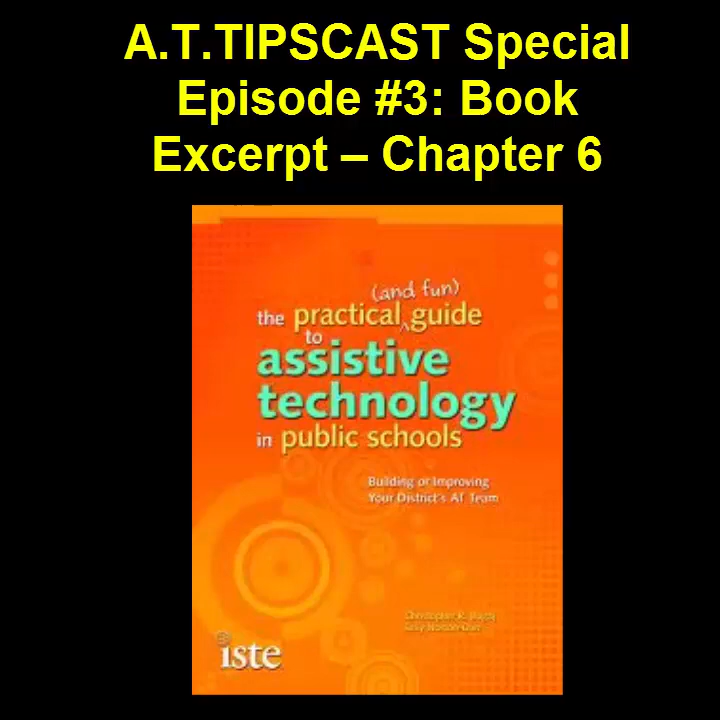 A.T.TIPSCAST Special
Episode #3: Book
Excerpt – Chapter 6
(and fun)
the practical ^ guide
to
assistive
technology
in public schools
Building or Improving
Your District's AT Team
iste